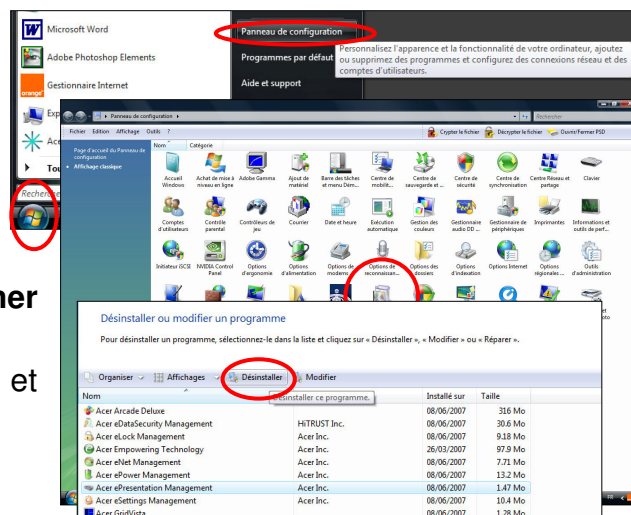 Microsoft Word
Adobe Photoshop Elements
Gestionnaire Internet
Exp
Ace
Tou
Recherche
Panneau de configuration
Programmes par défaut
Aide et support
Personnalisez l'apparence et la fonctionnalité de votre ordinateur, ajoutez
ou supprimez des programmes et configurez des connexions réseau et des
comptes d'utilisateurs.
Panneau de configuration
Rechercher
Fichier Edition Affichage Outils ?
Crypter le fichier Décrypter le fichier Ouvrir/Fermer PSD
Page d'accueil du Panneau de
configuration
Affichage classique
Nom Catégorie
Accueil Windows
Achat de mise à niveau en ligne
Adobe Gamma
Ajout de matériel
Barre des tâches et menu Dém...
Centre de mobilit...
Centre de sauvegarde et ...
Centre de sécurité
Centre de synchronisation
Centre Réseau et partage
Clavier
Comptes d'utilisateurs
Contrôle parental
Contrôleurs de jeu
Courrier
Date et heure
Exécution automatique
Gestion des couleurs
Gestionnaire audio OD ...
Gestionnaire de périphériques
Imprimantes
Informations et outils de perf...
Initiateur iSCSI
NVIDIA Control Panel
Options d'ergonomie
Options d'alimentation
Options de modems ...
Options de reconnaissan...
Options des dossiers
Options d'indexation
Options Internet
Options régionales ...
Outils d'administration
ner
et
Désinstaller ou modifier un programme
Pour désinstaller un programme, sélectionnez-le dans la liste et cliquez sur « Désinstaller », « Modifier » ou « Réparer ».
Organiser Affichages Désinstaller Modifier
Nom Installé sur Taille
installer ce programme.
Acer Arcade Deluxe 08/06/2007 316 Mo
Acer eDataSecurity Management HiTRUST Inc. 08/06/2007 30.6 Mo
Acer eLock Management Acer Inc. 08/06/2007 9.18 Mo
Acer Empowering Technology Acer Inc. 26/03/2007 97.9 Mo
Acer eNet Management Acer Inc. 08/06/2007 7.71 Mo
Acer ePower Management Acer Inc. 08/06/2007 13.2 Mo
Acer ePresentation Management Acer Inc. 08/06/2007 1.47 Mo
Acer eSettings Management Acer Inc. 08/06/2007 10.4 Mo
Acer GridVista 08/06/2007 1.28 Mo
FR